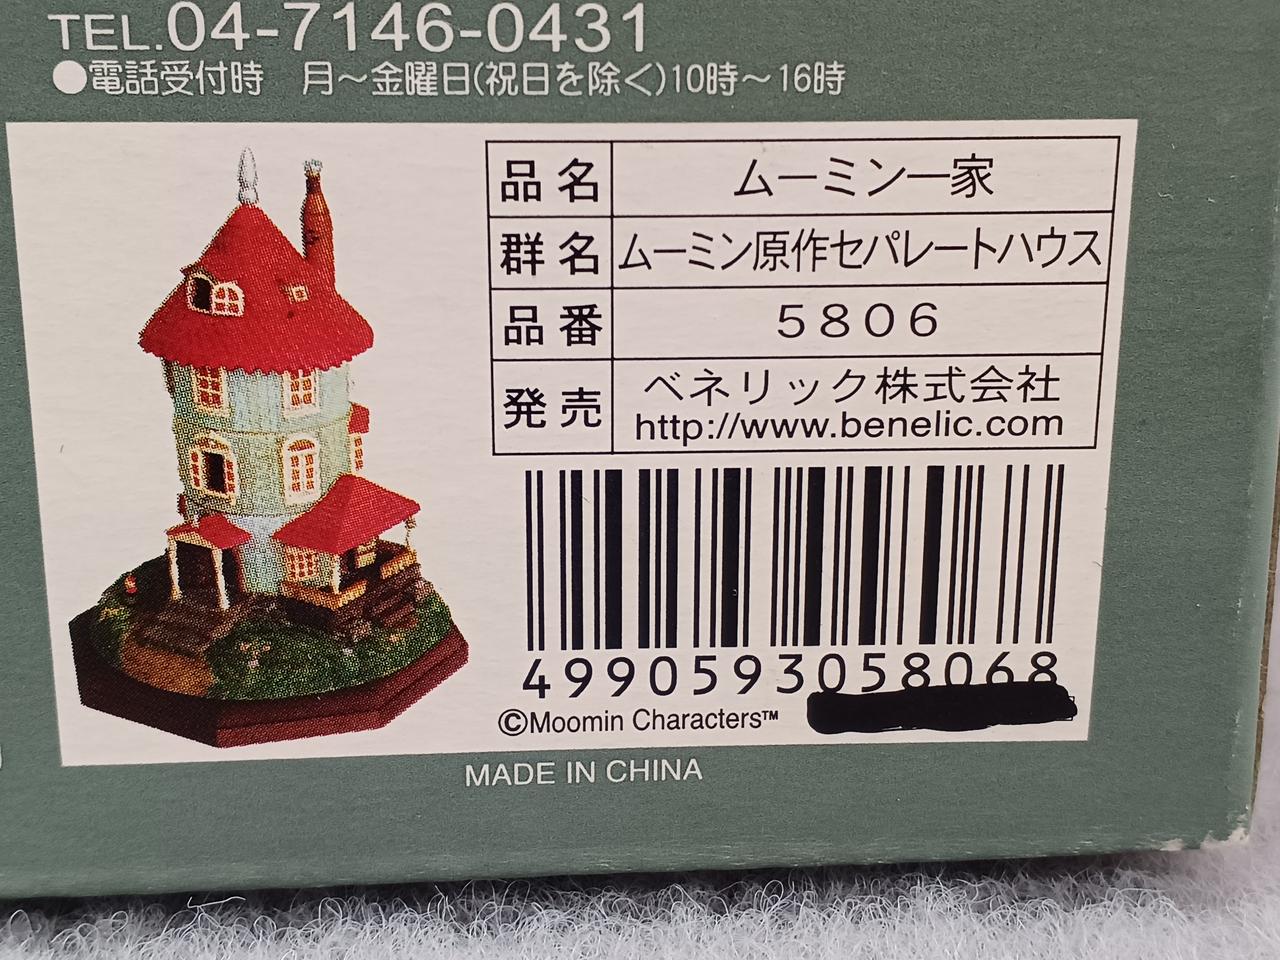 TEL.04-7146-0431
●電話受付時　月～金曜日(祝日を除く)10時～16時
品名 ムーミン一家
群名 ムーミン原作セパレートハウス
品番 5806
発売 ベネリック株式会社
http://www.benelic.com
4990593058068
©Moomin Characters™
MADE IN CHINA